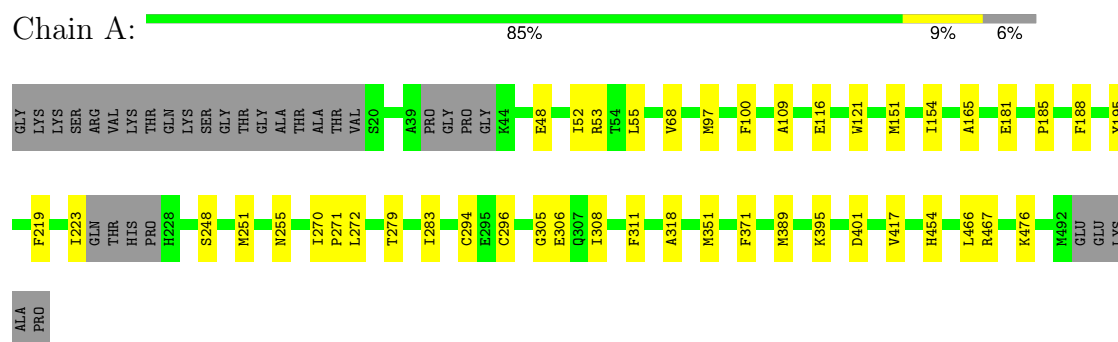 Chain A:
85% 9% 6%
GLY LYS LYS SER ARG VAL LYS THR GLN LYS SER GLY THR GLY ALA THR ALA THR VAL S20 A39 PRO GLY PRO GLY K44 E48 I52 R53 T54 L55 V68 M97 F100 A109 E116 W121 M151 I154 A165 E181 P185 F188 Y195
F219 I223 GLN THR HIS PRO H228 S248 M251 N255 I270 P271 L272 T279 I283 C294 E295 C296 G305 E306 Q307 I308 F311 A318 M351 F371 M389 K395 D401 V417 H454 L466 R467 K476 M492 GLU GLU LYS
ALA PRO